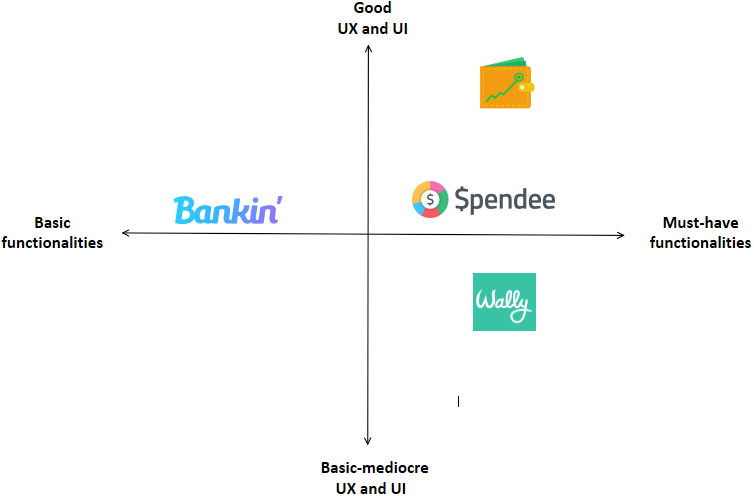 Good
UX and UI
Bankin'
$
$pendee
Basic
functionalities
Must-have
functionalities
Wally
Basic-mediocre
UX and UI